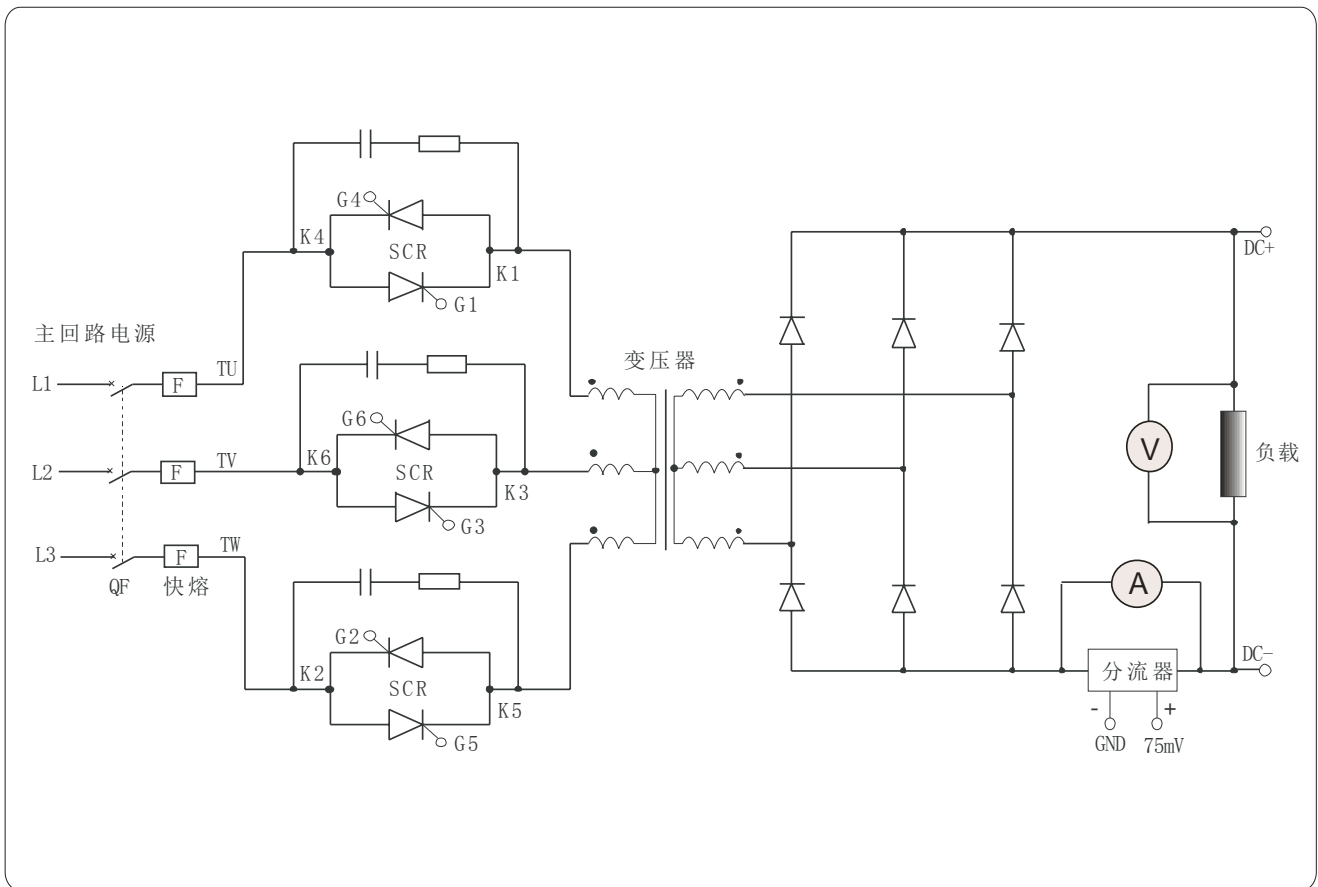 G4
K4
SCR
K1
G1
主回路电源
TU
L1
F
变压器
G6
TV
K6
SCR
K3
G3
L2
F
TW
L3
F
QF
快熔
G2
K2
SCR
K5
G5
DC+
V
负载
A
DC-
分流器
-
+
GND
75mV